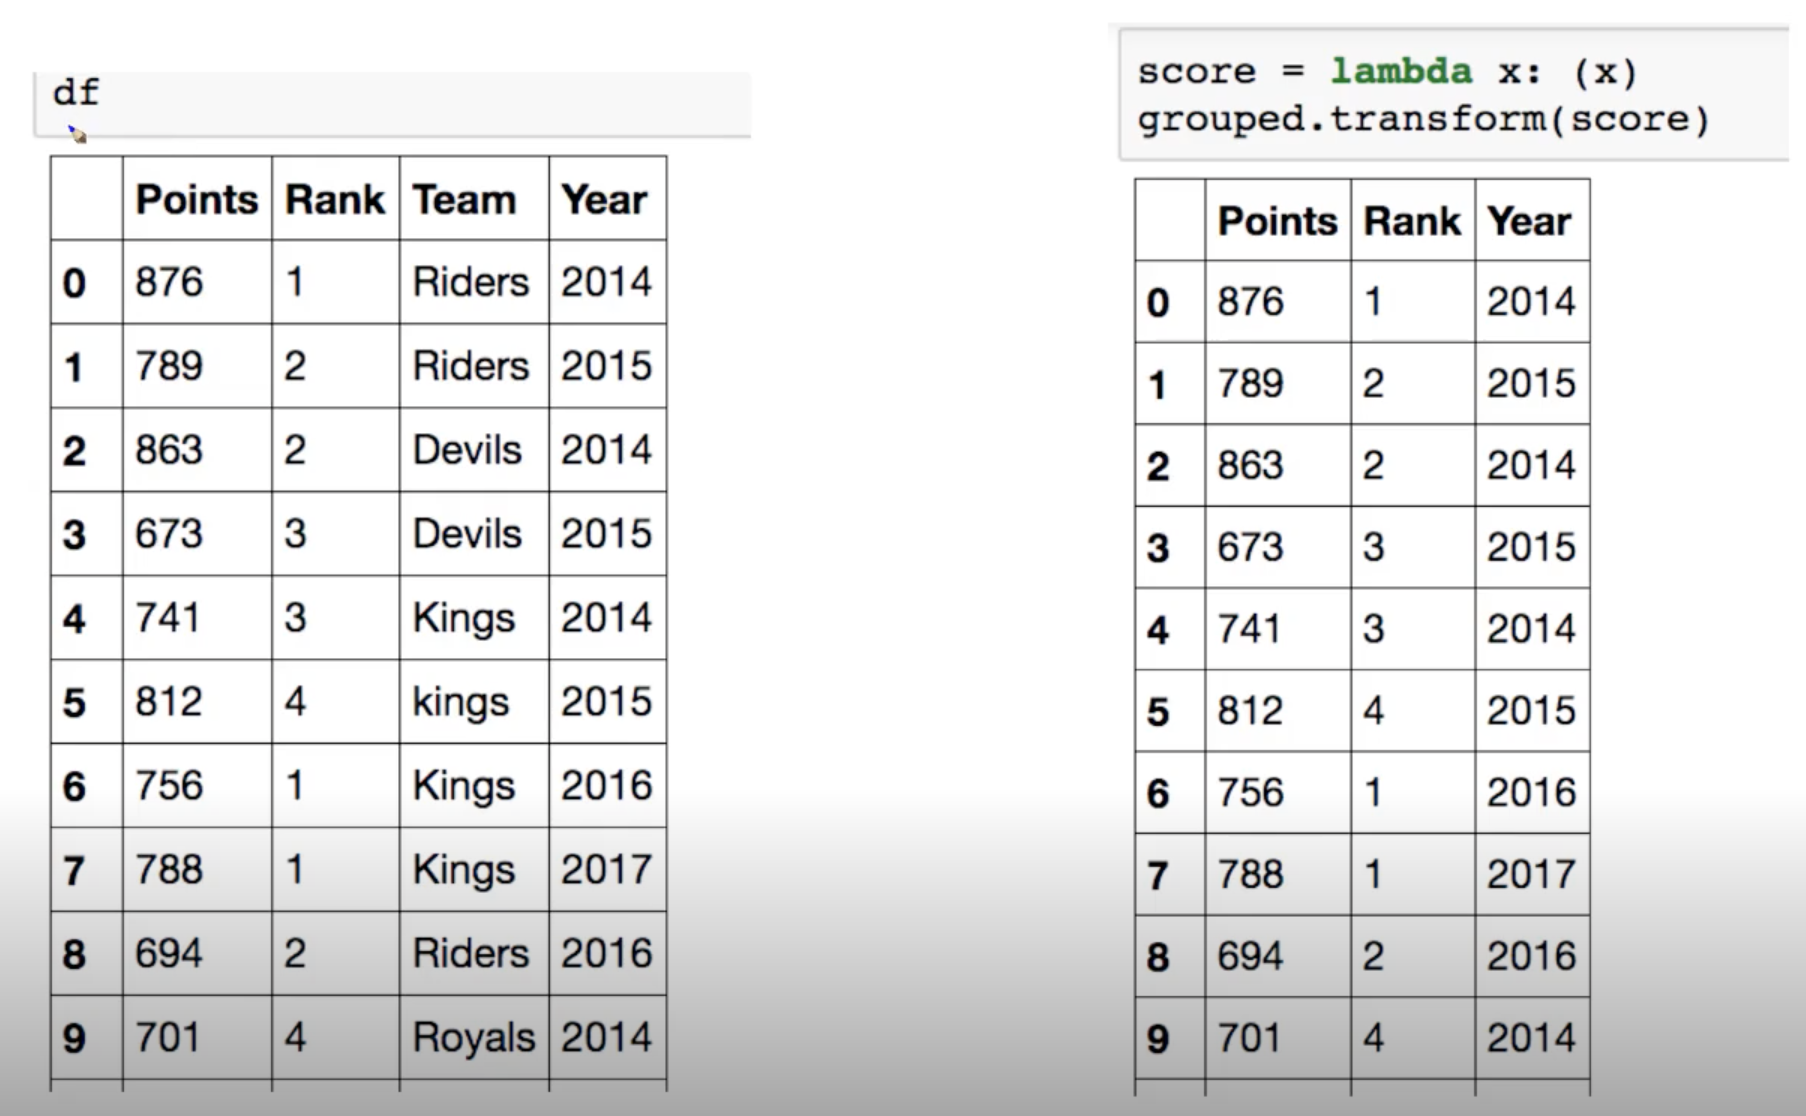 df
Points Rank Team Year
0 876 1 Riders 2014
1 789 2 Riders 2015
2 863 2 Devils 2014
3 673 3 Devils 2015
4 741 3 Kings 2014
5 812 4 kings 2015
6 756 1 Kings 2016
7 788 1 Kings 2017
8 694 2 Riders 2016
9 701 4 Royals 2014
score = lambda x: (x)
grouped.transform(score)
Points Rank Year
0 876 1 2014
1 789 2 2015
2 863 2 2014
3 673 3 2015
4 741 3 2014
5 812 4 2015
6 756 1 2016
7 788 1 2017
8 694 2 2016
9 701 4 2014